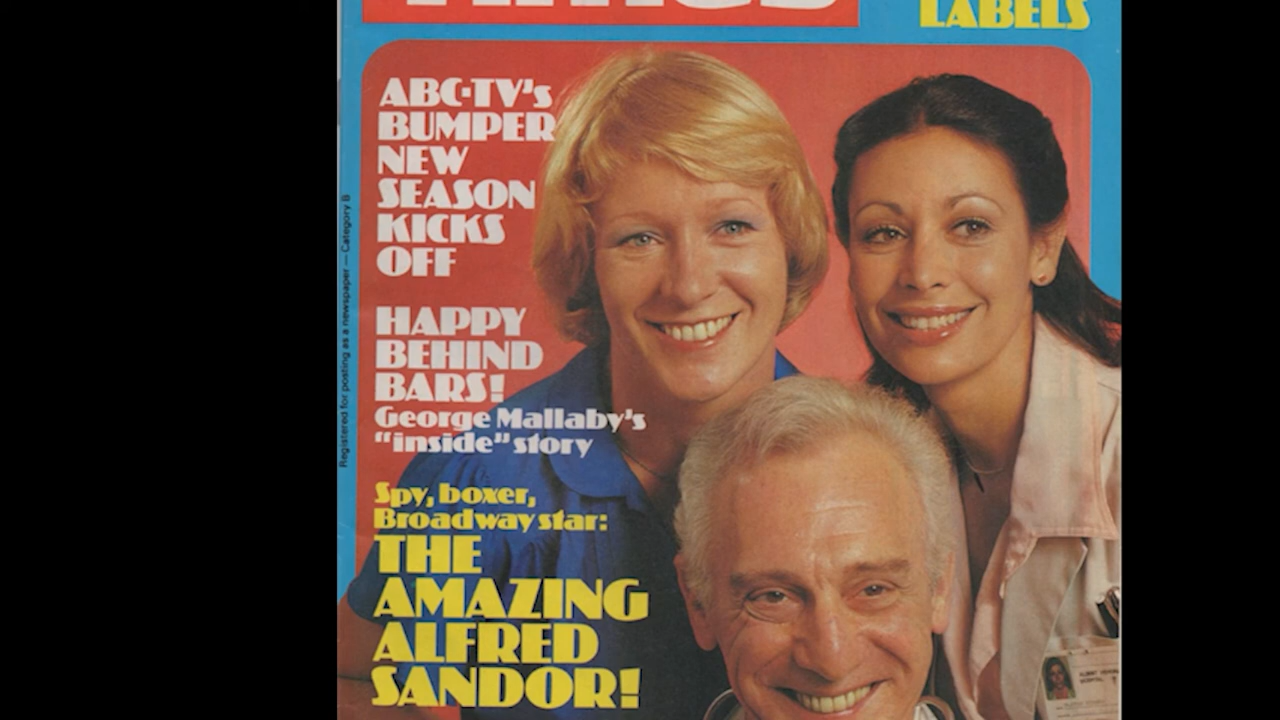 LABELS
ABC-TV's
BUMPER
NEW
SEASON
KICKS
OFF
HAPPY
BEHIND
BARS!
George Mallaby's
"inside" story
Spy, boxer,
Broadway star:
THE
AMAZING
ALFRED
SANDOR!
Registered for posting as a newspaper — Category B